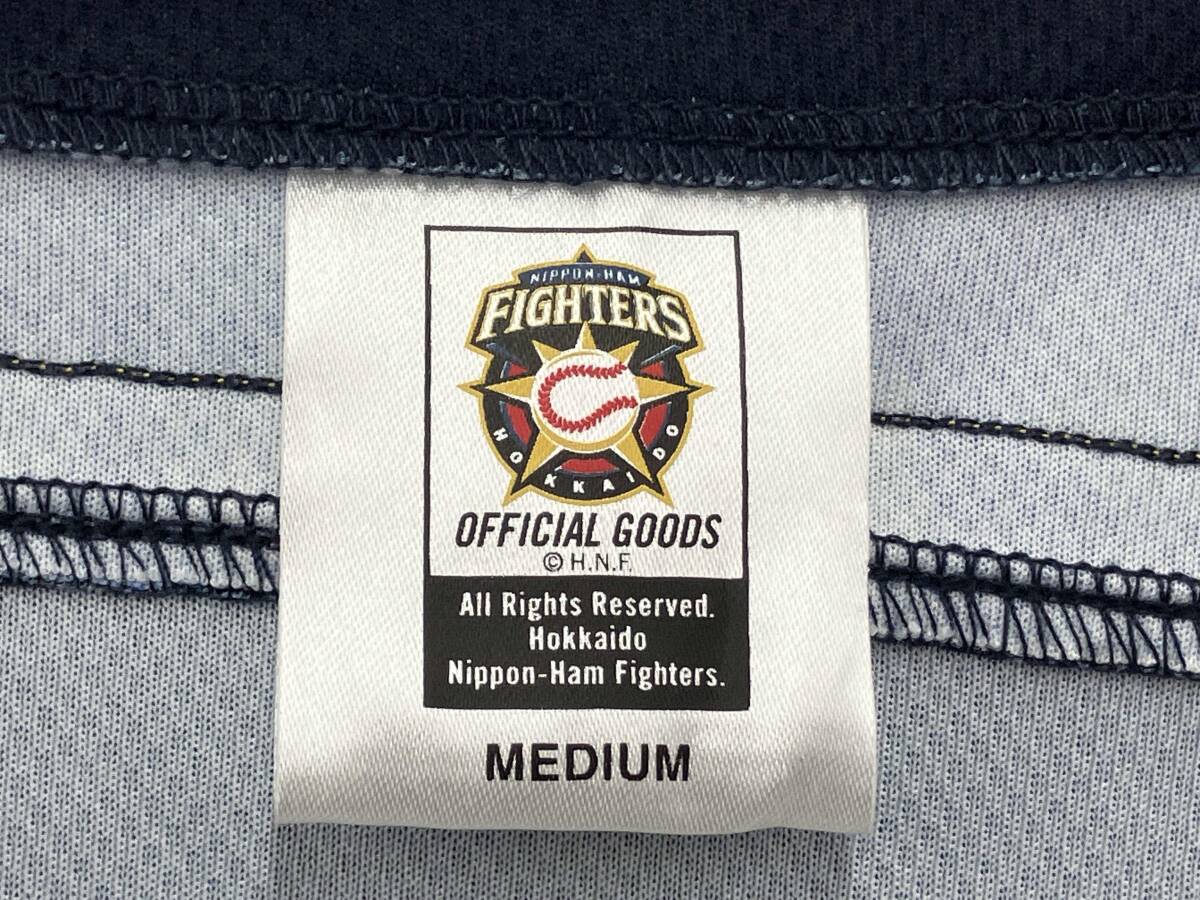 NIPPON-HAM
FIGHTERS
HOKKAIDO
OFFICIAL GOODS
© H.N.F.
All Rights Reserved.
Hokkaido
Nippon-Ham Fighters.
MEDIUM